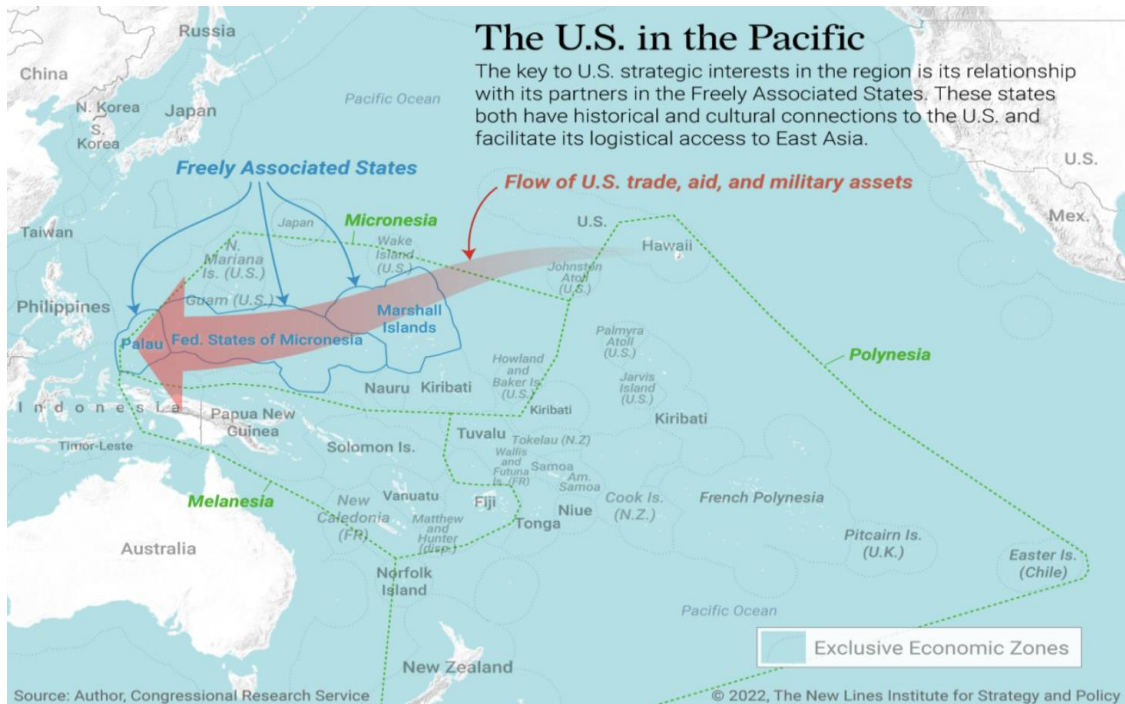 The U.S. in the Pacific
The key to U.S. strategic interests in the region is its relationship
with its partners in the Freely Associated States. These states
both have historical and cultural connections to the U.S. and
facilitate its logistical access to East Asia.
Russia
China
N. Korea
S.
Korea
Japan
Pacific Ocean
U.S.
Mex.
Freely Associated States
Flow of U.S. trade, aid, and military assets
Taiwan
Japan
Micronesia
U.S.
Hawaii
N.
Mariana
Is. (U.S.)
Wake
Island
(U.S.)
Johnston
Atoll
(U.S.)
Philippines
Guam (U.S.)
Marshall
Islands
Palau
Fed. States of Micronesia
Palmyra
Atoll
(U.S.)
Polynesia
Howland
and
Baker Is.
(U.S.)
Jarvis
Island
(U.S.)
Nauru
Kiribati
Kiribati
Kiribati
Indonesia
Papua New
Guinea
Timor-Leste
Solomon Is.
Tuvalu
Tokelau (N.Z)
Wallis
and
Futuna
Is. (FR)
Samoa
Am.
Samoa
Melanesia
New
Caledonia
(FR)
Vanuatu
Fiji
Matthew
and
Hunter
(disp.)
Tonga
Niue
Cook Is.
(N.Z.)
French Polynesia
Pitcairn Is.
(U.K.)
Easter Is.
(Chile)
Australia
Norfolk
Island
Pacific Ocean
New Zealand
Exclusive Economic Zones
Source: Author, Congressional Research Service
© 2022, The New Lines Institute for Strategy and Policy